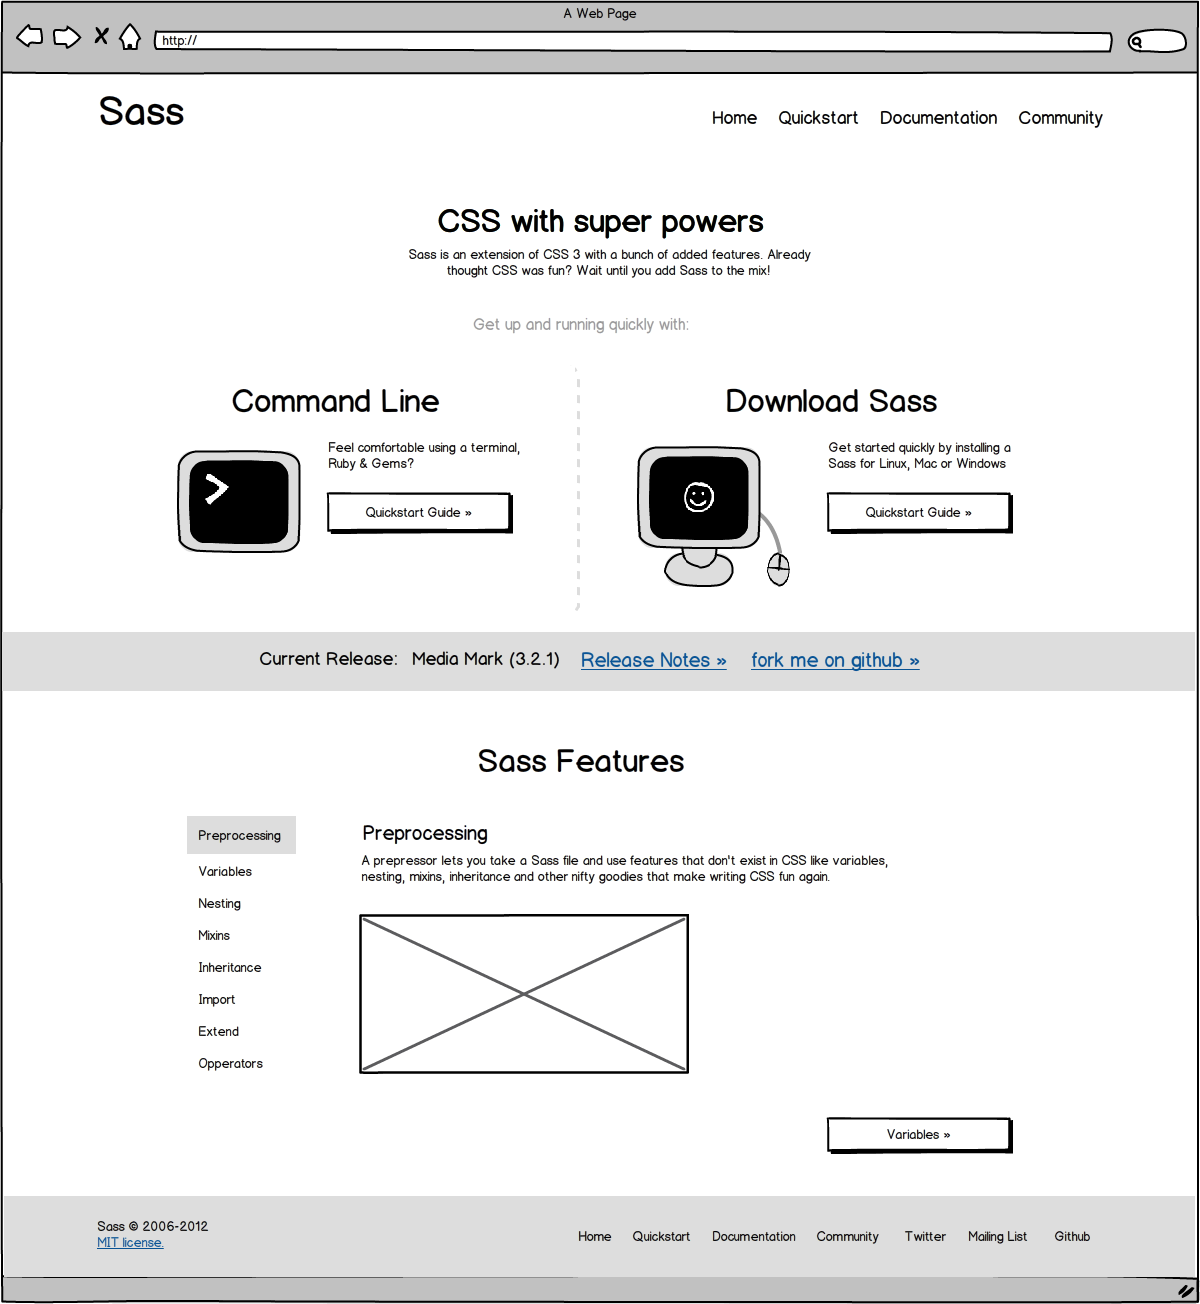 A Web Page
http://
Sass
Home Quickstart Documentation Community
CSS with super powers
Sass is an extension of CSS 3 with a bunch of added features. Already
thought CSS was fun? Wait until you add Sass to the mix!
Get up and running quickly with:
Command Line
Feel comfortable using a terminal,
Ruby & Gems?
Quickstart Guide »
Download Sass
Get started quickly by installing a
Sass for Linux, Mac or Windows
Quickstart Guide »
Current Release: Media Mark (3.2.1) Release Notes » fork me on github »
Sass Features
Preprocessing
Variables
Nesting
Mixins
Inheritance
Import
Extend
Opperators
Preprocessing
A prepressor lets you take a Sass file and use features that don't exist in CSS like variables,
nesting, mixins, inheritance and other nifty goodies that make writing CSS fun again.
Variables »
Sass © 2006-2012
MIT license.
Home Quickstart Documentation Community Twitter Mailing List Github